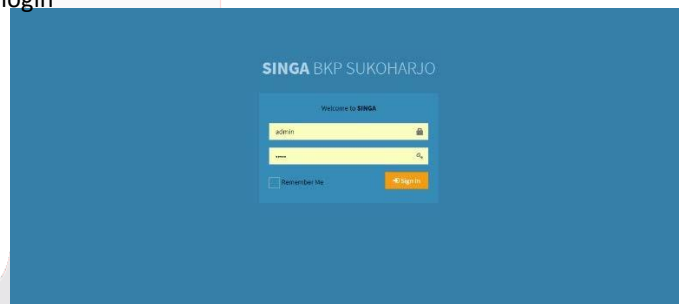 login
SINGA BKP SUKOHARJO
Welcome to SINGA
admin
Remember Me
Sign In